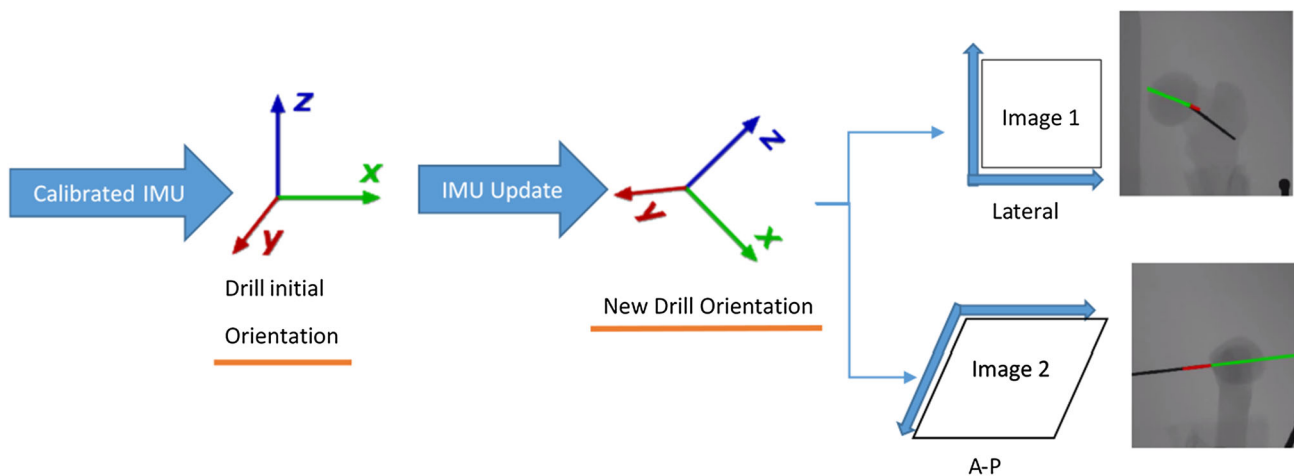 Calibrated IMU
z
x
y
Drill initial
Orientation
IMU Update
z
y
x
New Drill Orientation
Image 1
Lateral
Image 2
A-P